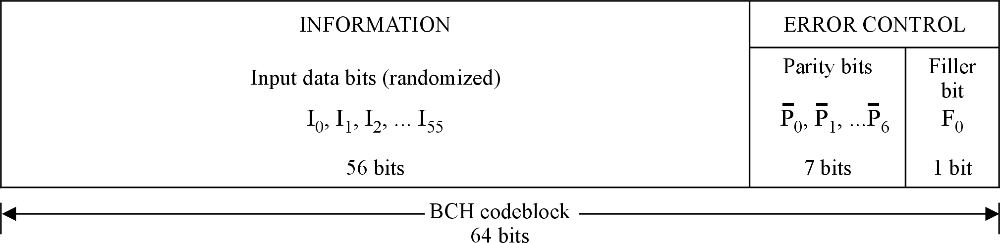 INFORMATION
ERROR CONTROL
Input data bits (randomized)
I₀, I₁, I₂, ... I₅₅
56 bits
Parity bits
P̅₀, P̅₁, ...P̅₆
7 bits
Filler
bit
F₀
1 bit
BCH codeblock
64 bits